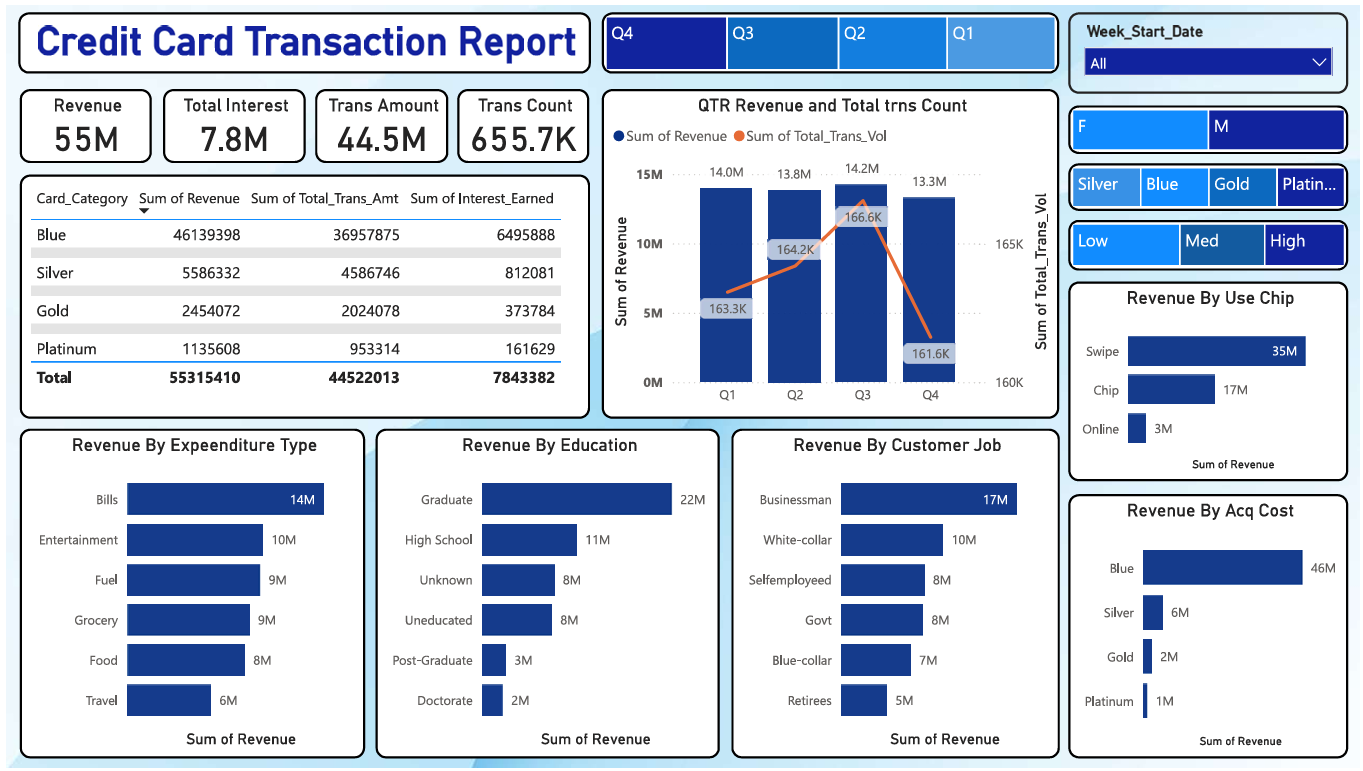 Credit Card Transaction Report
Q4 Q3 Q2 Q1
Week_Start_Date
All
Revenue
55M
Total Interest
7.8M
Trans Amount
44.5M
Trans Count
655.7K
Card_Category Sum of Revenue Sum of Total_Trans_Amt Sum of Interest_Earned
Blue 46139398 36957875 6495888
Silver 5586332 4586746 812081
Gold 2454072 2024078 373784
Platinum 1135608 953314 161629
Total 55315410 44522013 7843382
QTR Revenue and Total trns Count
Sum of Revenue Sum of Total_Trans_Vol
Sum of Revenue
15M
10M
5M
0M
14.0M 13.8M 14.2M 13.3M
163.3K 164.2K 166.6K 161.6K
Q1 Q2 Q3 Q4
165K
160K
Sum of Total_Trans_Vol
F M
Silver Blue Gold Platin...
Low Med High
Revenue By Use Chip
Swipe 35M
Chip 17M
Online 3M
Sum of Revenue
Revenue By Expeenditure Type
Bills 14M
Entertainment 10M
Fuel 9M
Grocery 9M
Food 8M
Travel 6M
Sum of Revenue
Revenue By Education
Graduate 22M
High School 11M
Unknown 8M
Uneducated 8M
Post-Graduate 3M
Doctorate 2M
Sum of Revenue
Revenue By Customer Job
Businessman 17M
White-collar 10M
Selfemployeed 8M
Govt 8M
Blue-collar 7M
Retirees 5M
Sum of Revenue
Revenue By Acq Cost
Blue 46M
Silver 6M
Gold 2M
Platinum 1M
Sum of Revenue